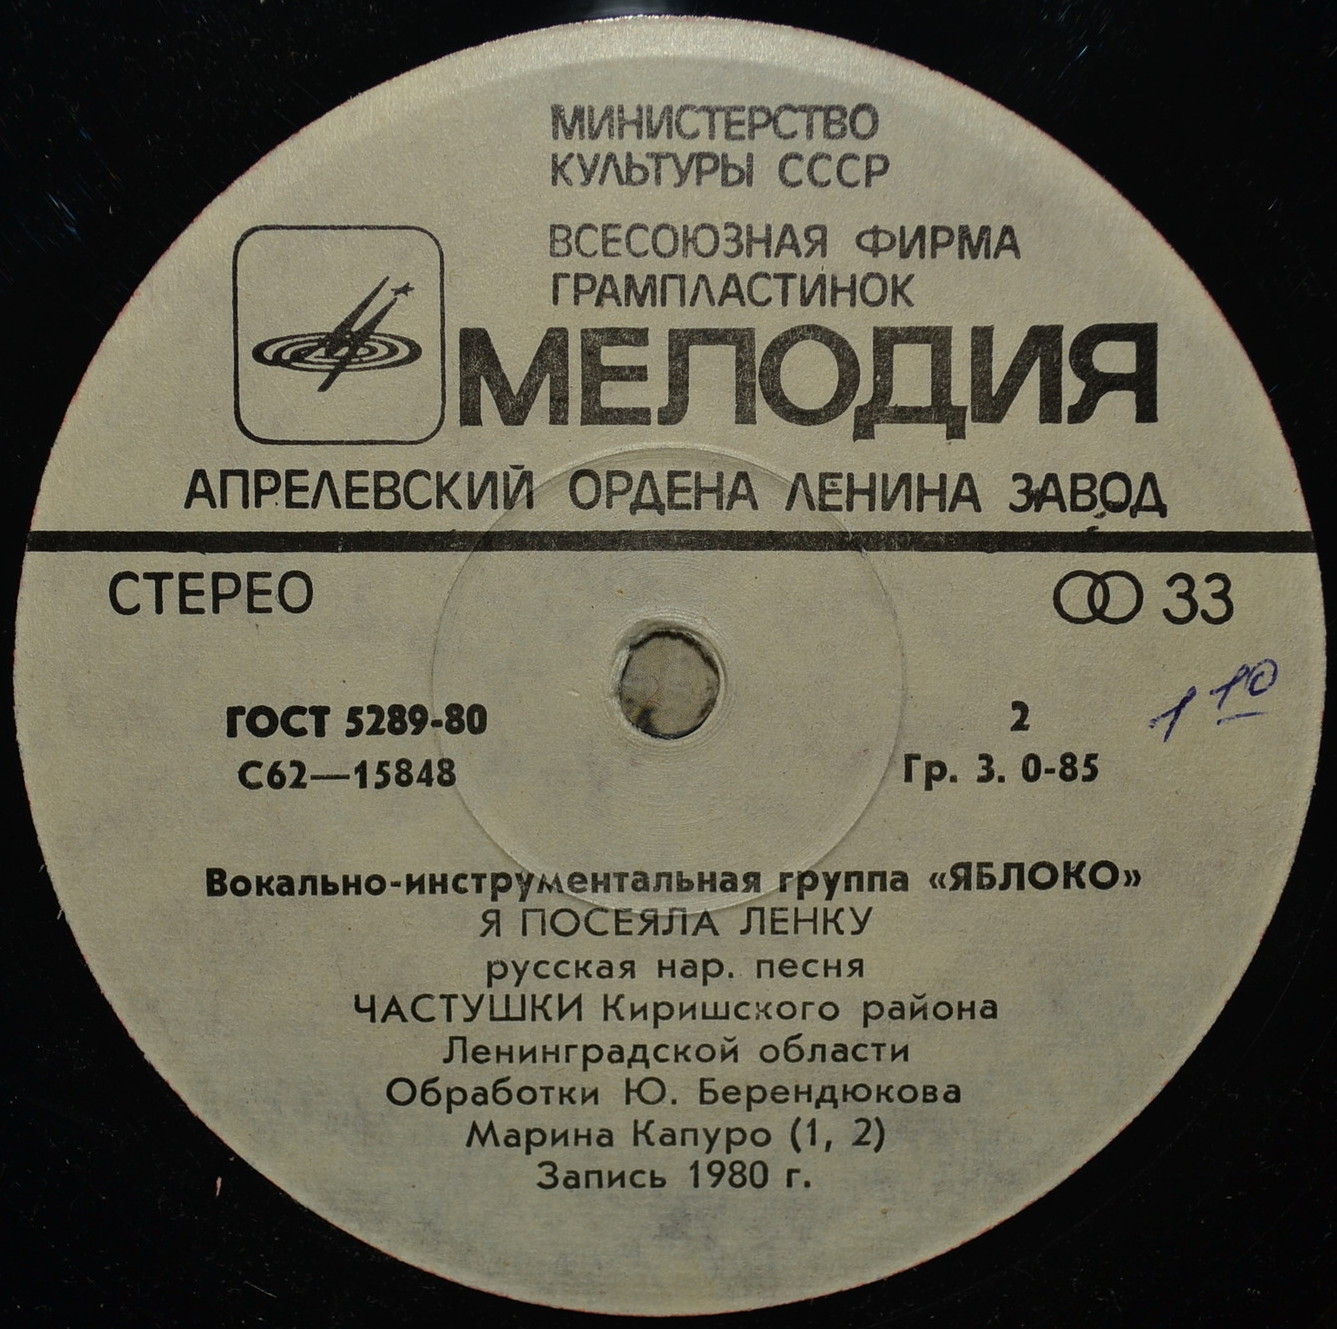 МИНИСТЕРСТВО
КУЛЬТУРЫ СССР
ВСЕСОЮЗНАЯ ФИРМА
ГРАМПЛАСТИНОК
МЕЛОДИЯ
АПРЕЛЕВСКИЙ ОРДЕНА ЛЕНИНА ЗАВОД
СТЕРЕО 33
ГОСТ 5289-80 2
С62—15848 Гр. 3. 0-85
1 10
Вокально-инструментальная группа «ЯБЛОКО»
Я ПОСЕЯЛА ЛЕНКУ
русская нар. песня
ЧАСТУШКИ Киришского района
Ленинградской области
Обработки Ю. Берендюкова
Марина Капуро (1, 2)
Запись 1980 г.